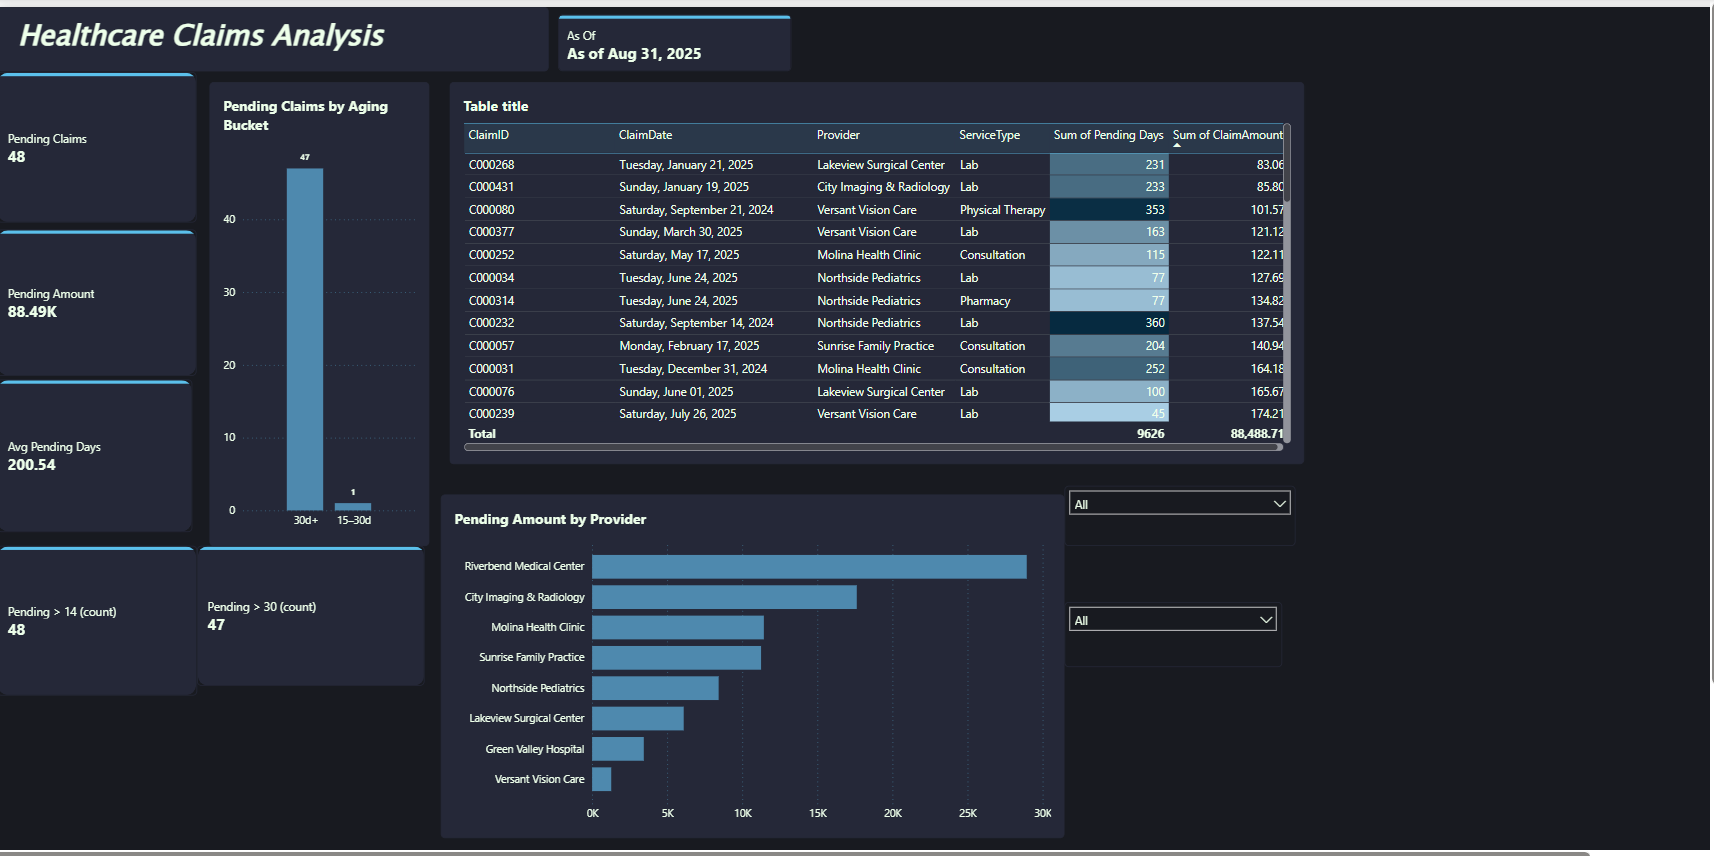 Healthcare Claims Analysis
As Of
As of Aug 31, 2025
Pending Claims
48
Pending Amount
88.49K
Avg Pending Days
200.54
Pending > 14 (count)
48
Pending > 30 (count)
47
Pending Claims by Aging
Bucket
47
40
30
20
10
1
0
30d+ 15–30d
Table title
ClaimID ClaimDate Provider ServiceType Sum of Pending Days Sum of ClaimAmount
C000268 Tuesday, January 21, 2025 Lakeview Surgical Center Lab 231 83.06
C000431 Sunday, January 19, 2025 City Imaging & Radiology Lab 233 85.80
C000080 Saturday, September 21, 2024 Versant Vision Care Physical Therapy 353 101.57
C000377 Sunday, March 30, 2025 Versant Vision Care Lab 163 121.12
C000252 Saturday, May 17, 2025 Molina Health Clinic Consultation 115 122.11
C000034 Tuesday, June 24, 2025 Northside Pediatrics Lab 77 127.69
C000314 Tuesday, June 24, 2025 Northside Pediatrics Pharmacy 77 134.82
C000232 Saturday, September 14, 2024 Northside Pediatrics Lab 360 137.54
C000057 Monday, February 17, 2025 Sunrise Family Practice Consultation 204 140.94
C000031 Tuesday, December 31, 2024 Molina Health Clinic Consultation 252 164.18
C000076 Sunday, June 01, 2025 Lakeview Surgical Center Lab 100 165.67
C000239 Saturday, July 26, 2025 Versant Vision Care Lab 45 174.21
Total 9626 88,488.71
Pending Amount by Provider
Riverbend Medical Center
City Imaging & Radiology
Molina Health Clinic
Sunrise Family Practice
Northside Pediatrics
Lakeview Surgical Center
Green Valley Hospital
Versant Vision Care
0K 5K 10K 15K 20K 25K 30K
All
All